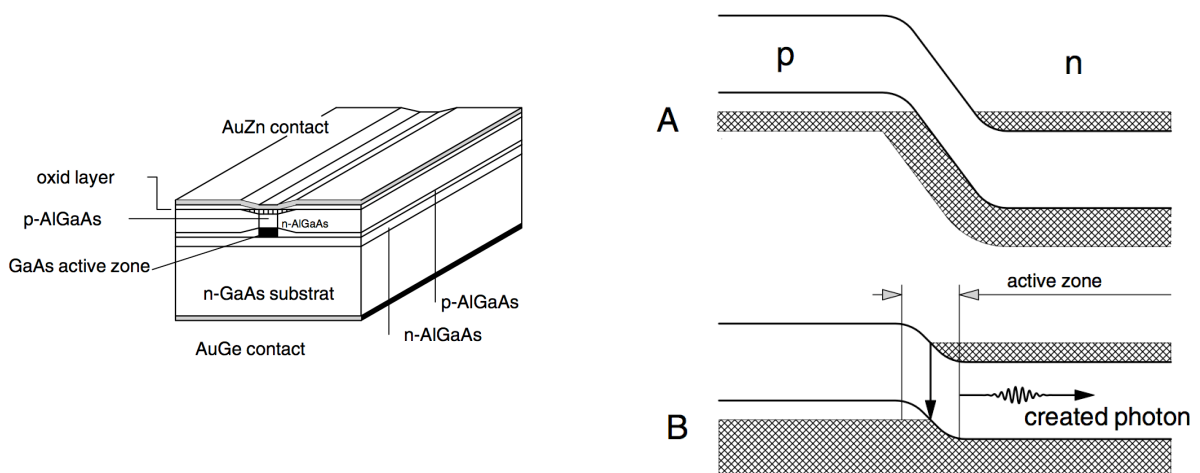 AuZn contact
oxid layer
p-AlGaAs
n-AlGaAs
GaAs active zone
n-GaAs substrat
p-AlGaAs
n-AlGaAs
AuGe contact
p
n
A
active zone
created photon
B